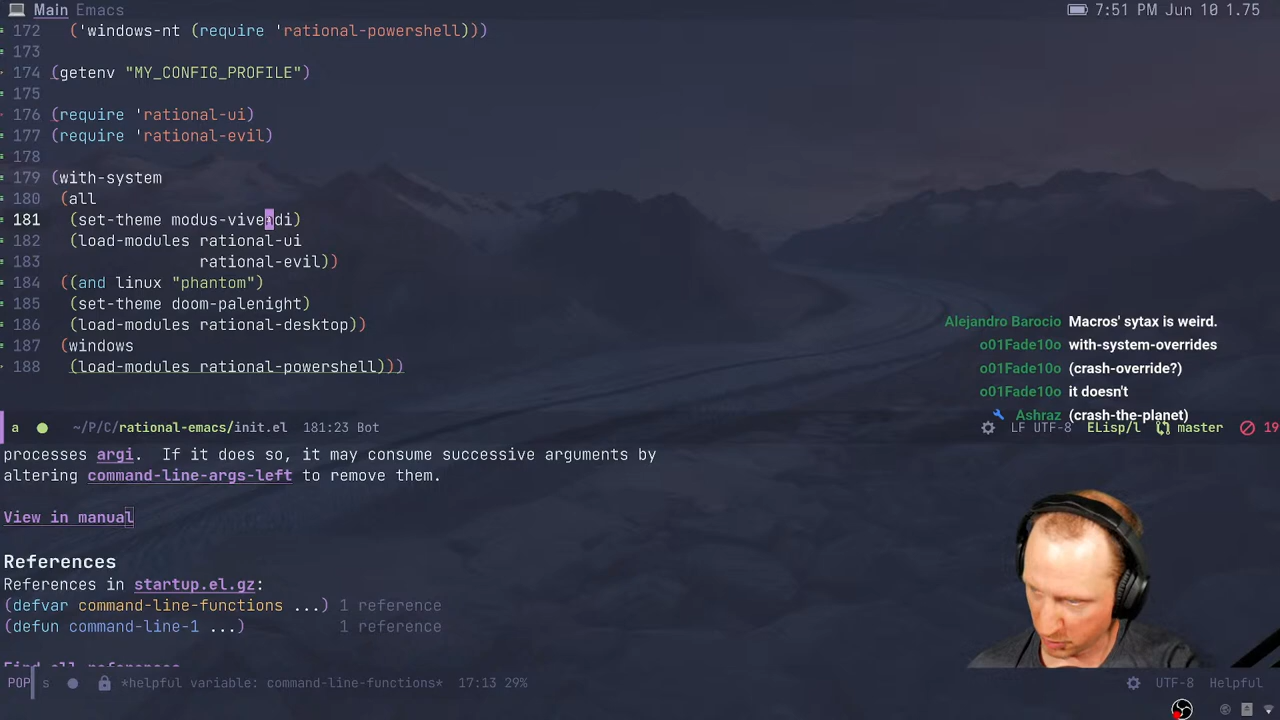 Main Emacs
7:51 PM Jun 10 1.75
172 ('windows-nt (require 'rational-powershell)))
173
174 (getenv "MY_CONFIG_PROFILE")
175
176 (require 'rational-ui)
177 (require 'rational-evil)
178
179 (with-system
180 (all
181 (set-theme modus-vivendi)
182 (load-modules rational-ui
183 rational-evil))
184 ((and linux "phantom")
185 (set-theme doom-palenight)
186 (load-modules rational-desktop))
187 (windows
188 (load-modules rational-powershell)))
Alejandro Barocio Macros' sytax is weird.
o01Fade10o with-system-overrides
o01Fade10o (crash-override?)
o01Fade10o it doesn't
Ashraz (crash-the-planet)
a ~/P/C/rational-emacs/init.el 181:23 Bot LF UTF-8 ELisp/l master 19
processes argi. If it does so, it may consume successive arguments by
altering command-line-args-left to remove them.
View in manual
References
References in startup.el.gz:
(defvar command-line-functions ...) 1 reference
(defun command-line-1 ...) 1 reference
Find all references
POP s *helpful variable: command-line-functions* 17:13 29% UTF-8 Helpful